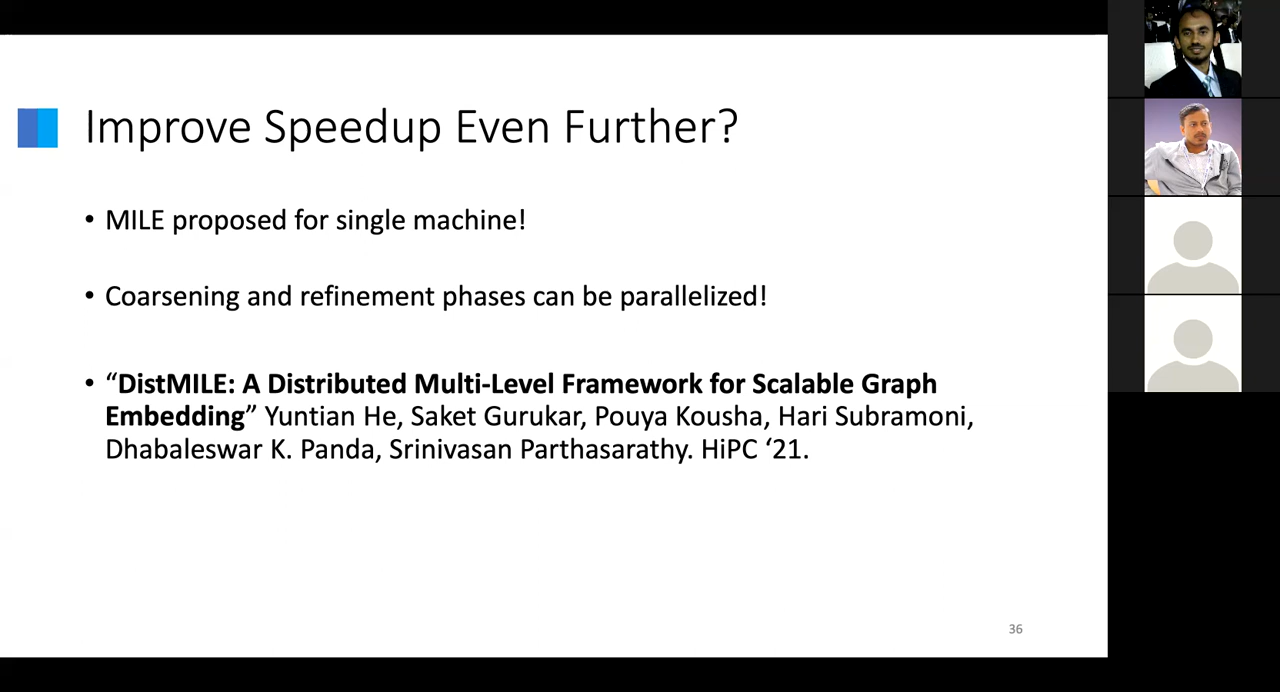 Improve Speedup Even Further?
• MILE proposed for single machine!
• Coarsening and refinement phases can be parallelized!
• “DistMILE: A Distributed Multi-Level Framework for Scalable Graph
Embedding” Yuntian He, Saket Gurukar, Pouya Kousha, Hari Subramoni,
Dhabaleswar K. Panda, Srinivasan Parthasarathy. HiPC ‘21.
36